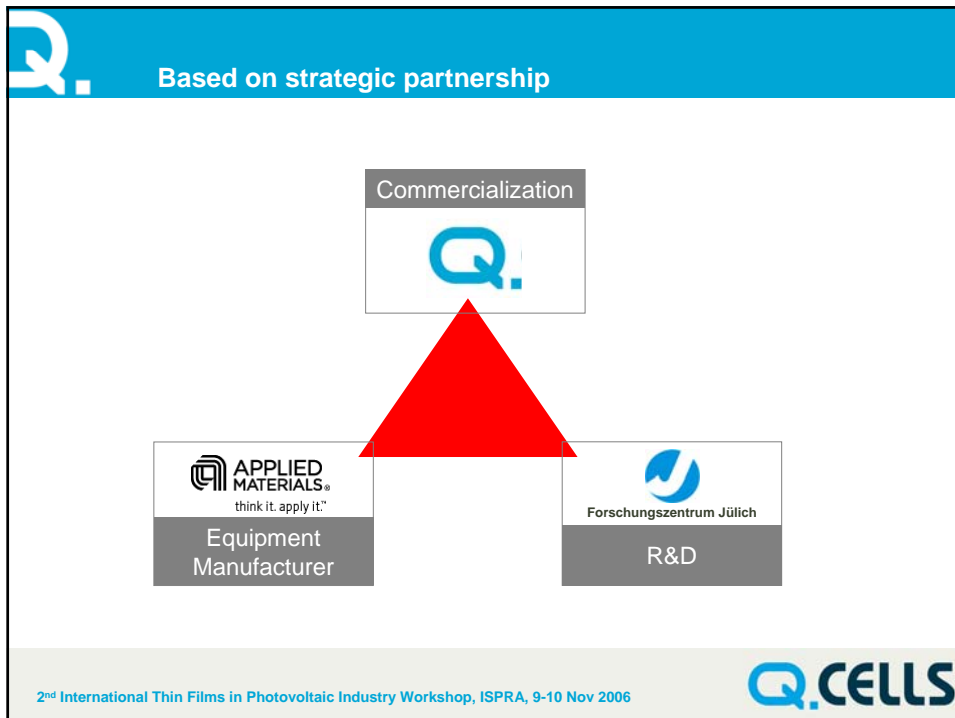 Q.
Based on strategic partnership
Commercialization
Q.
APPLIED
MATERIALS®
think it. apply it.™
Equipment
Manufacturer
Forschungszentrum Jülich
R&D
2nd International Thin Films in Photovoltaic Industry Workshop, ISPRA, 9-10 Nov 2006
Q.CELLS